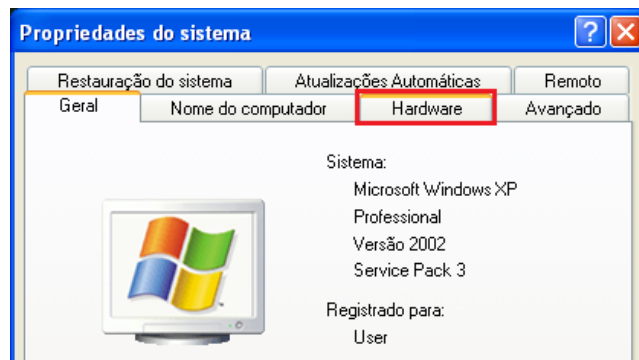 Propriedades do sistema
Restauração do sistema Atualizações Automáticas Remoto
Geral Nome do computador Hardware Avançado
Sistema:
Microsoft Windows XP
Professional
Versão 2002
Service Pack 3
Registrado para:
User